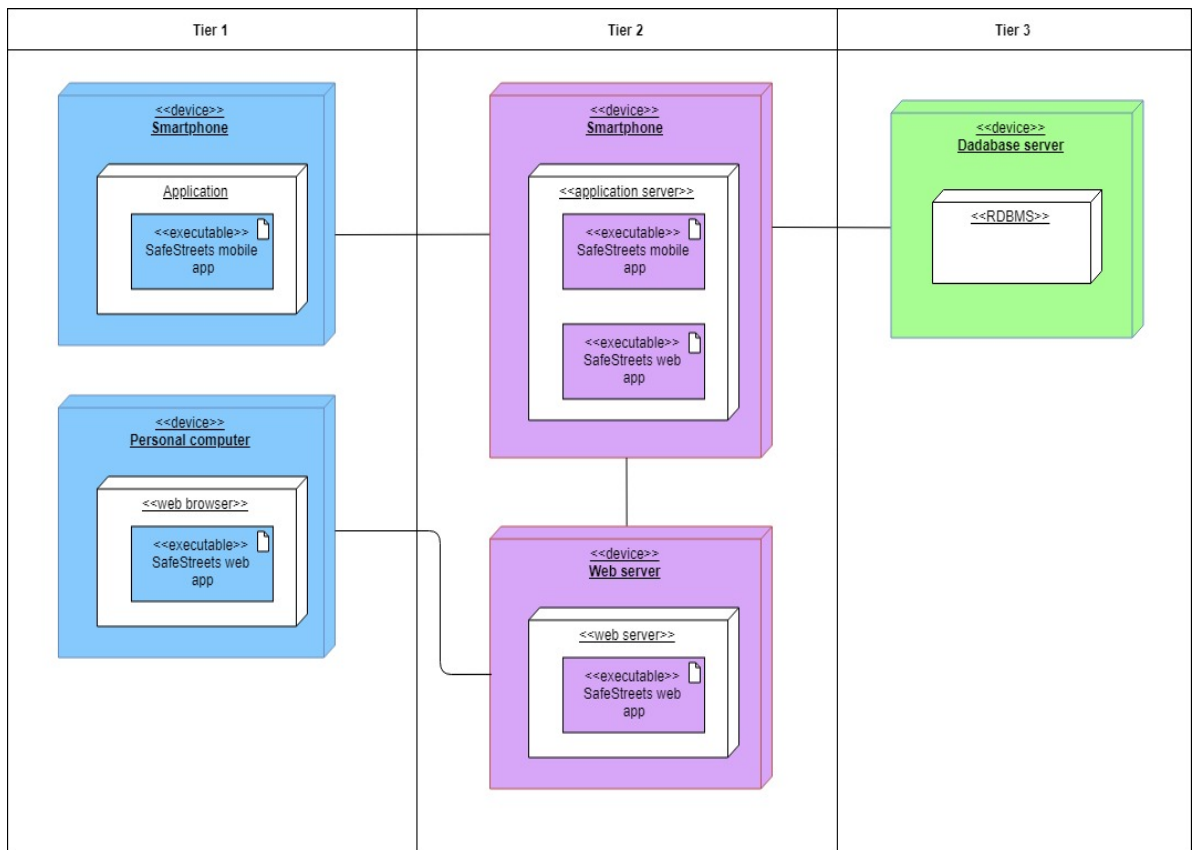 Tier 1
Tier 2
Tier 3
<<device>>
Smartphone
Application
<<executable>>
SafeStreets mobile
app
<<device>>
Personal computer
<<web browser>>
<<executable>>
SafeStreets web
app
<<device>>
Smartphone
<<application server>>
<<executable>>
SafeStreets mobile
app
<<executable>>
SafeStreets web
app
<<device>>
Web server
<<web server>>
<<executable>>
SafeStreets web
app
<<device>>
Dadabase server
<<RDBMS>>